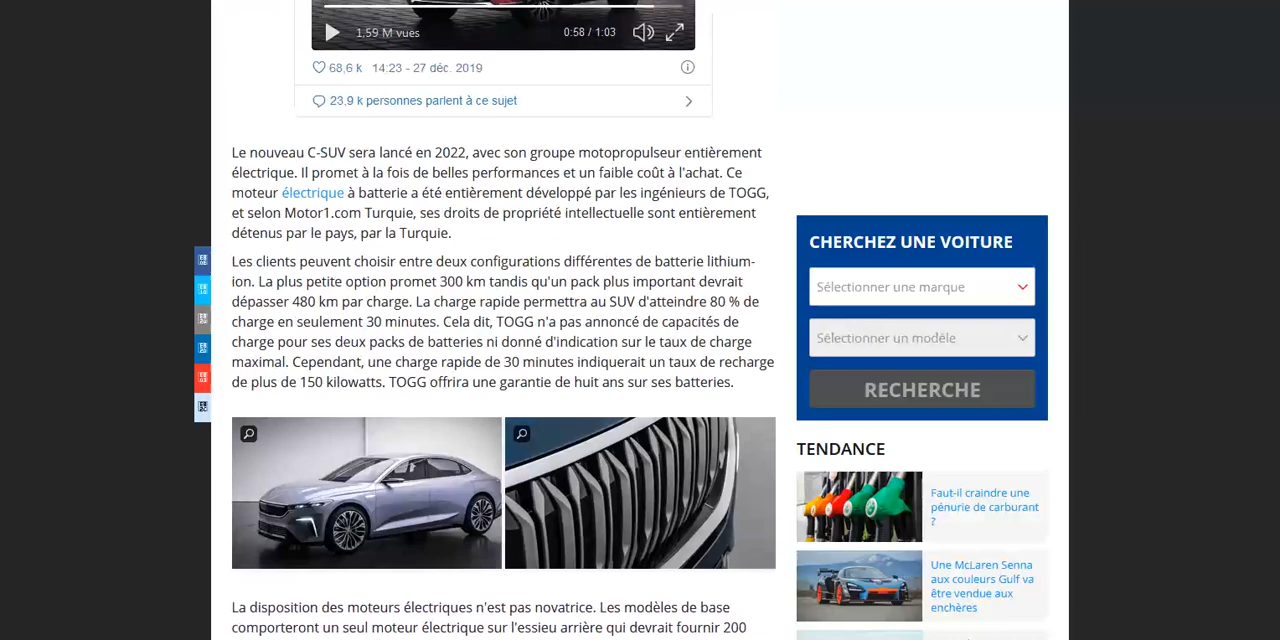 1,59 M vues
0:58 / 1:03
68,6 k 14:23 - 27 déc. 2019
23,9 k personnes parlent à ce sujet
Le nouveau C-SUV sera lancé en 2022, avec son groupe motopropulseur entièrement
électrique. Il promet à la fois de belles performances et un faible coût à l'achat. Ce
moteur électrique à batterie a été entièrement développé par les ingénieurs de TOGG,
et selon Motor1.com Turquie, ses droits de propriété intellectuelle sont entièrement
détenus par le pays, par la Turquie.
Les clients peuvent choisir entre deux configurations différentes de batterie lithium-
ion. La plus petite option promet 300 km tandis qu'un pack plus important devrait
dépasser 480 km par charge. La charge rapide permettra au SUV d'atteindre 80 % de
charge en seulement 30 minutes. Cela dit, TOGG n'a pas annoncé de capacités de
charge pour ses deux packs de batteries ni donné d'indication sur le taux de charge
maximal. Cependant, une charge rapide de 30 minutes indiquerait un taux de recharge
de plus de 150 kilowatts. TOGG offrira une garantie de huit ans sur ses batteries.
La disposition des moteurs électriques n'est pas novatrice. Les modèles de base
comporteront un seul moteur électrique sur l'essieu arrière qui devrait fournir 200
CHERCHEZ UNE VOITURE
Sélectionner une marque
Sélectionner un modèle
RECHERCHE
TENDANCE
Faut-il craindre une
pénurie de carburant
?
Une McLaren Senna
aux couleurs Gulf va
être vendue aux
enchères